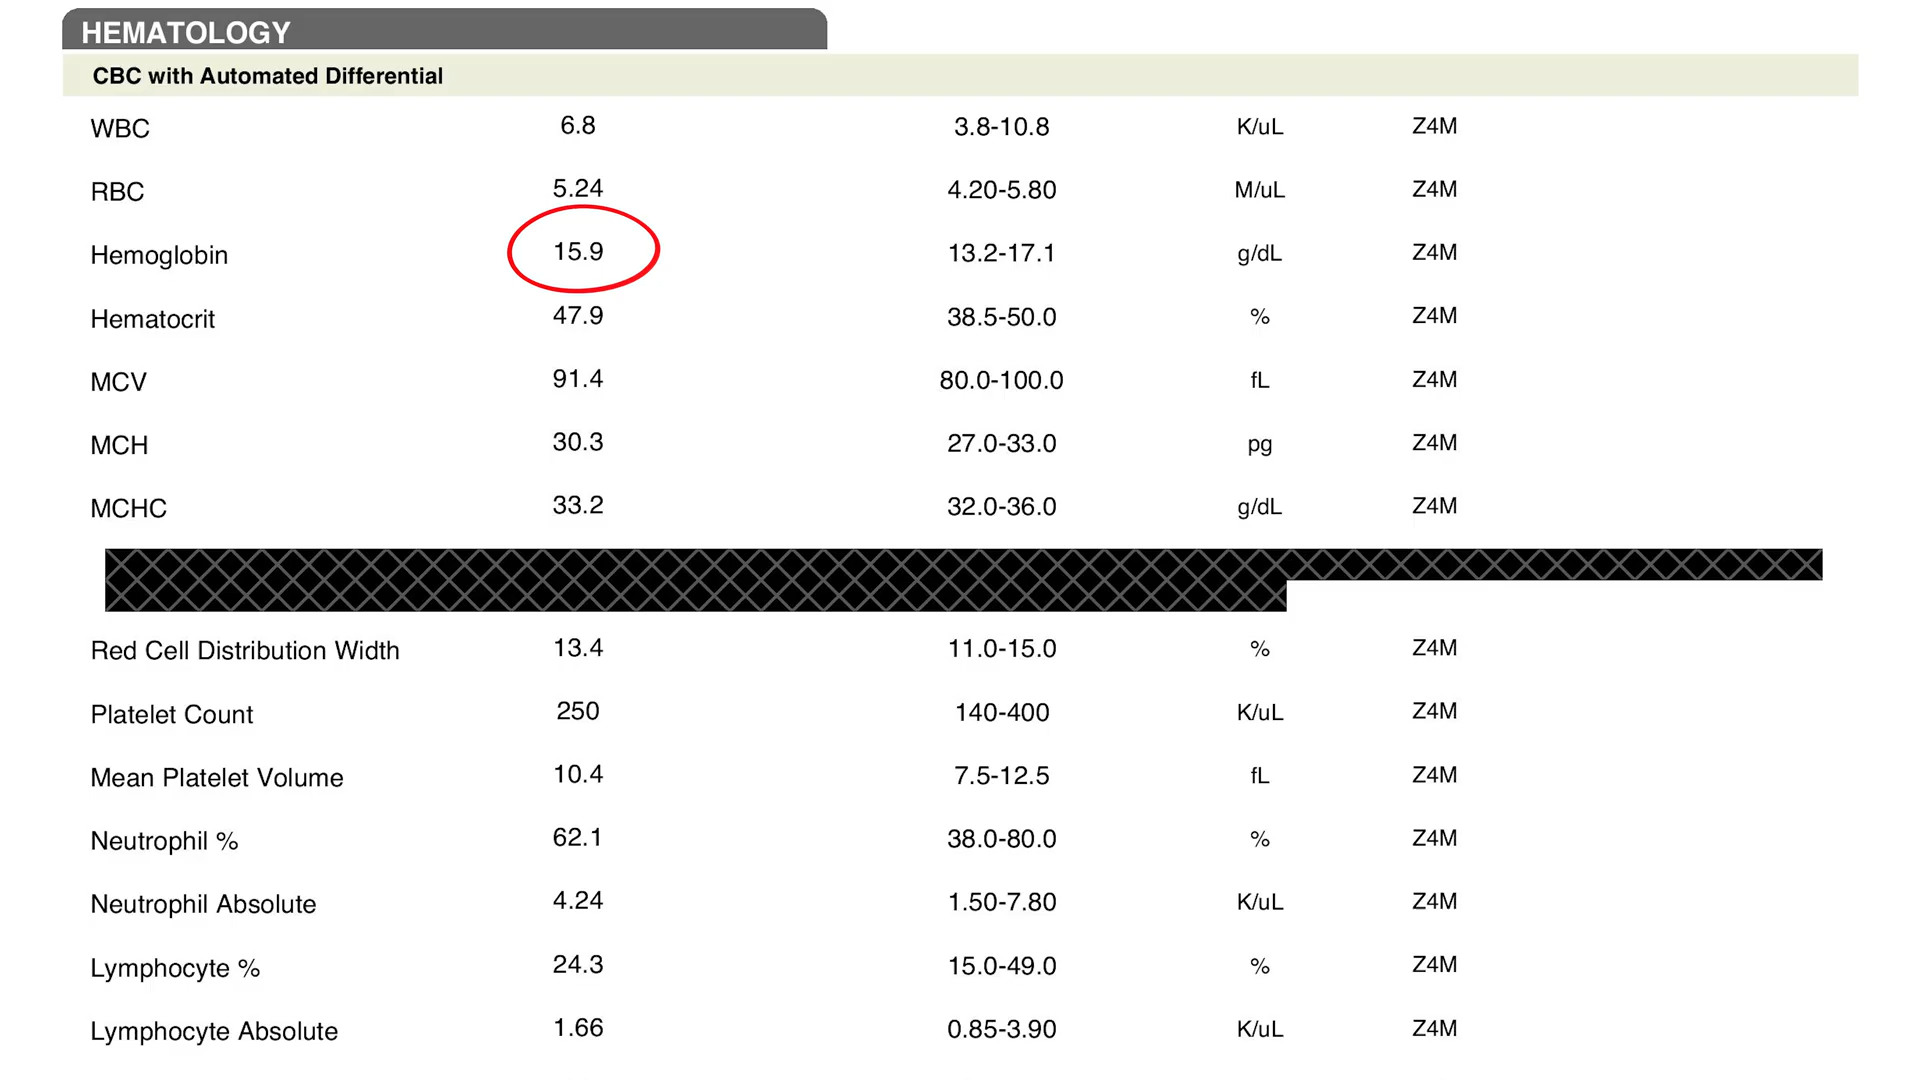 HEMATOLOGY
CBC with Automated Differential
WBC 6.8 3.8-10.8 K/uL Z4M
RBC 5.24 4.20-5.80 M/uL Z4M
Hemoglobin 15.9 13.2-17.1 g/dL Z4M
Hematocrit 47.9 38.5-50.0 % Z4M
MCV 91.4 80.0-100.0 fL Z4M
MCH 30.3 27.0-33.0 pg Z4M
MCHC 33.2 32.0-36.0 g/dL Z4M
Red Cell Distribution Width 13.4 11.0-15.0 % Z4M
Platelet Count 250 140-400 K/uL Z4M
Mean Platelet Volume 10.4 7.5-12.5 fL Z4M
Neutrophil % 62.1 38.0-80.0 % Z4M
Neutrophil Absolute 4.24 1.50-7.80 K/uL Z4M
Lymphocyte % 24.3 15.0-49.0 % Z4M
Lymphocyte Absolute 1.66 0.85-3.90 K/uL Z4M